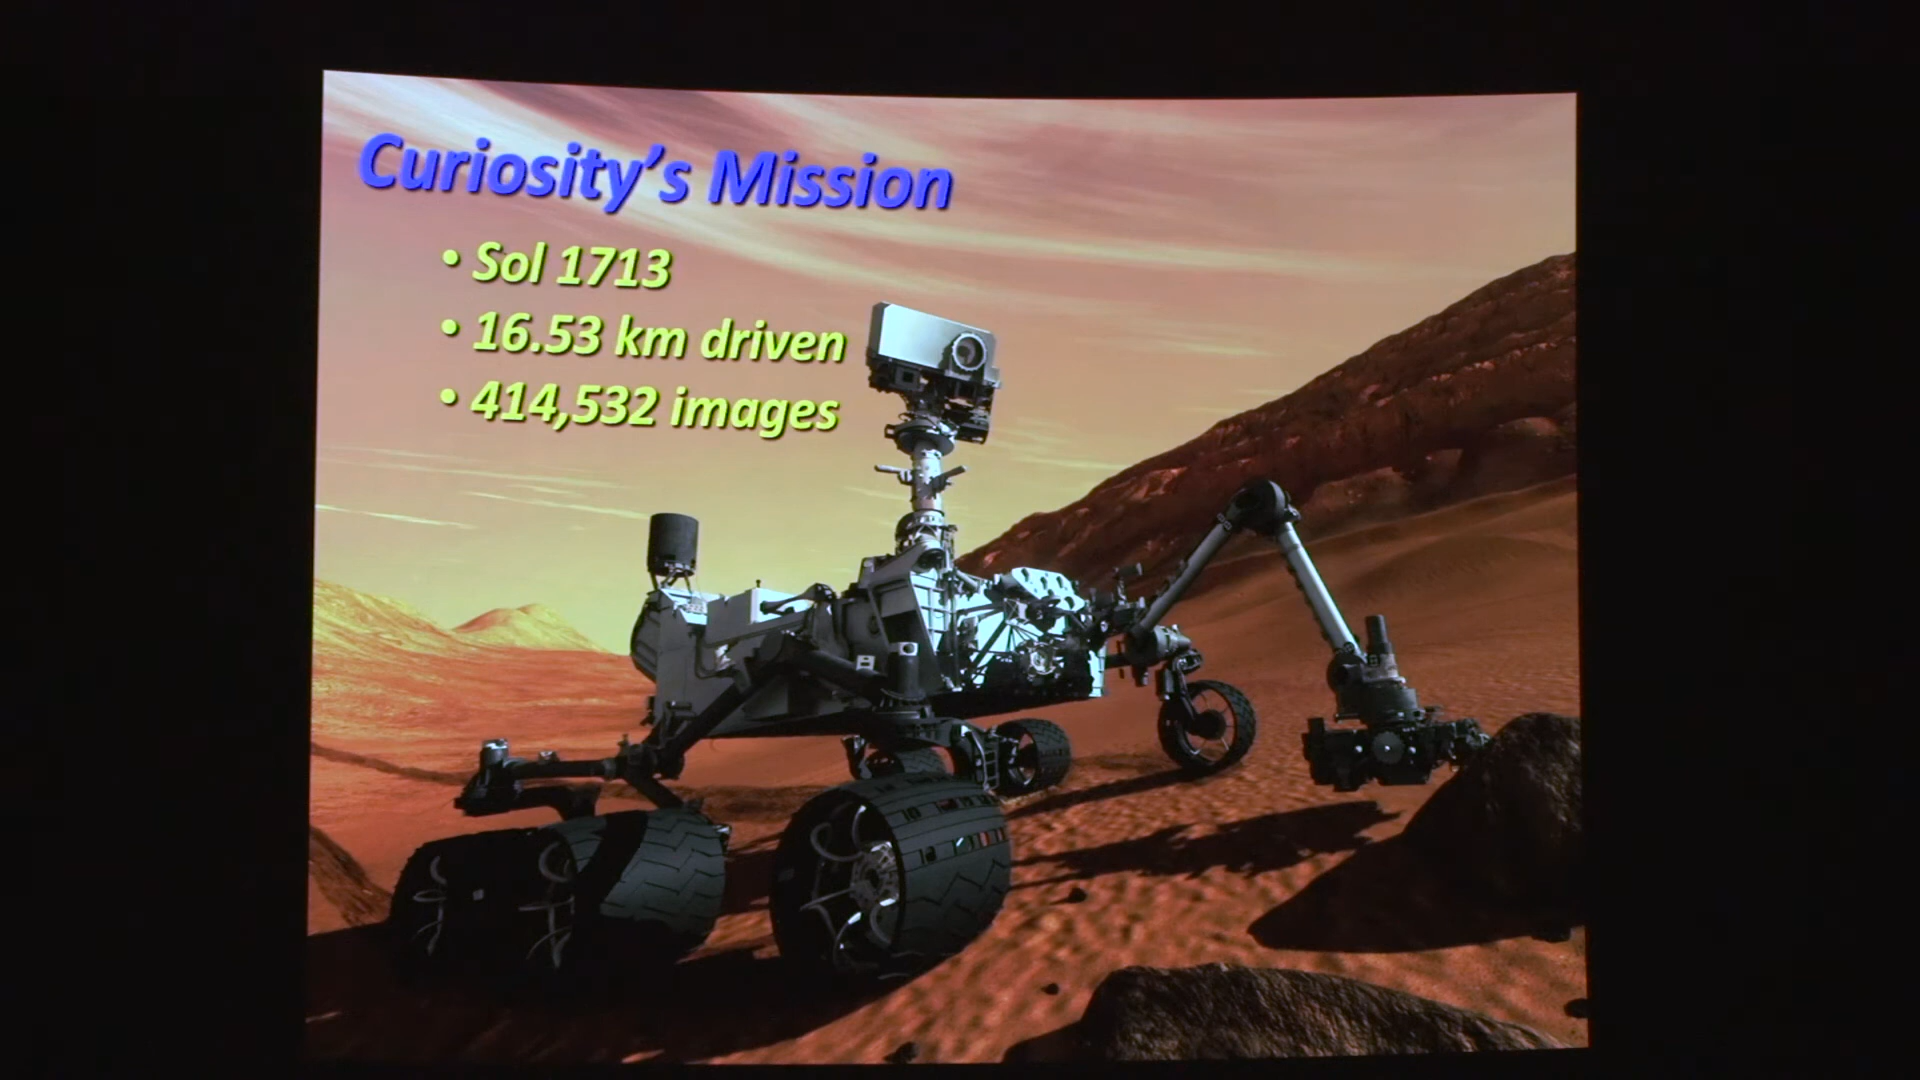 Curiosity's Mission
• Sol 1713
• 16.53 km driven
• 414,532 images